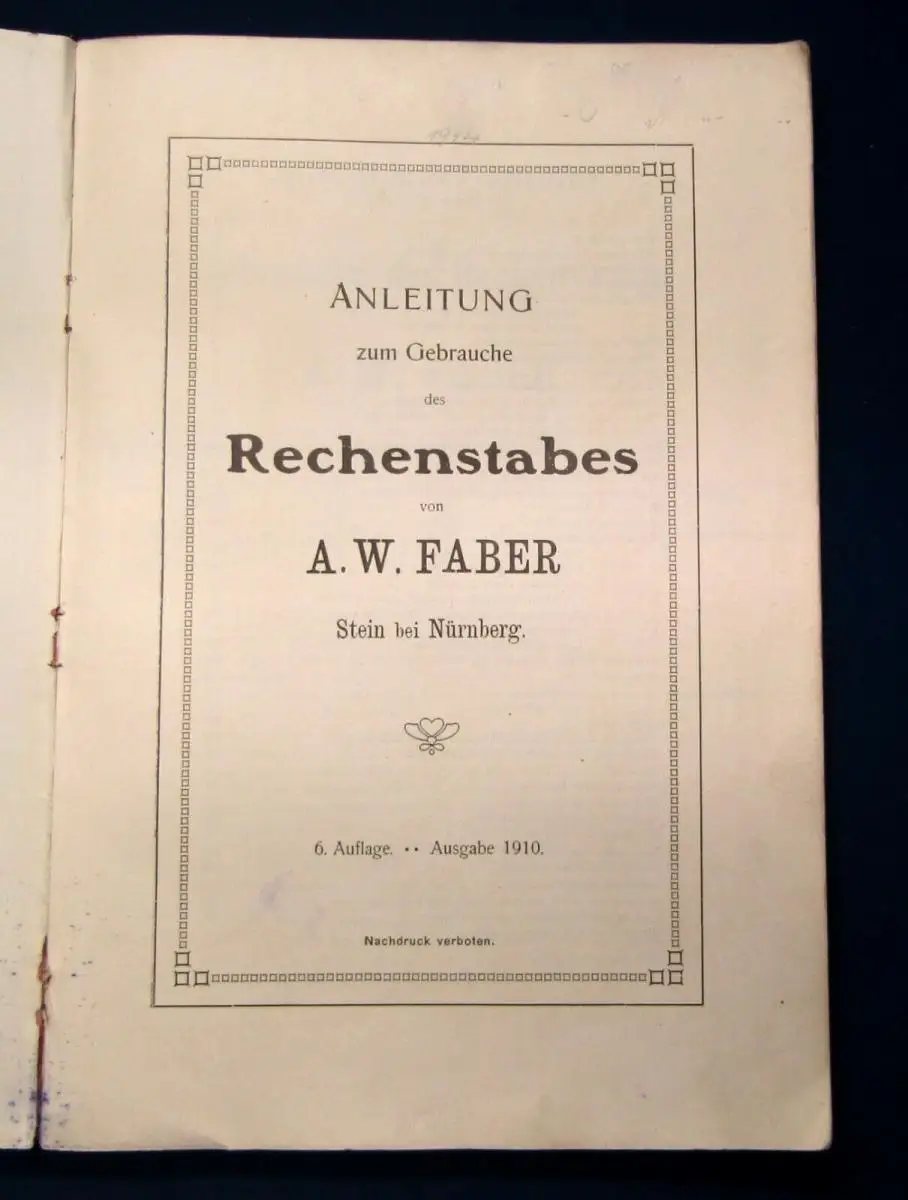 ANLEITUNG
zum Gebrauche
des
Rechenstabes
von
A. W. FABER
Stein bei Nürnberg.
6. Auflage. •• Ausgabe 1910.
Nachdruck verboten.